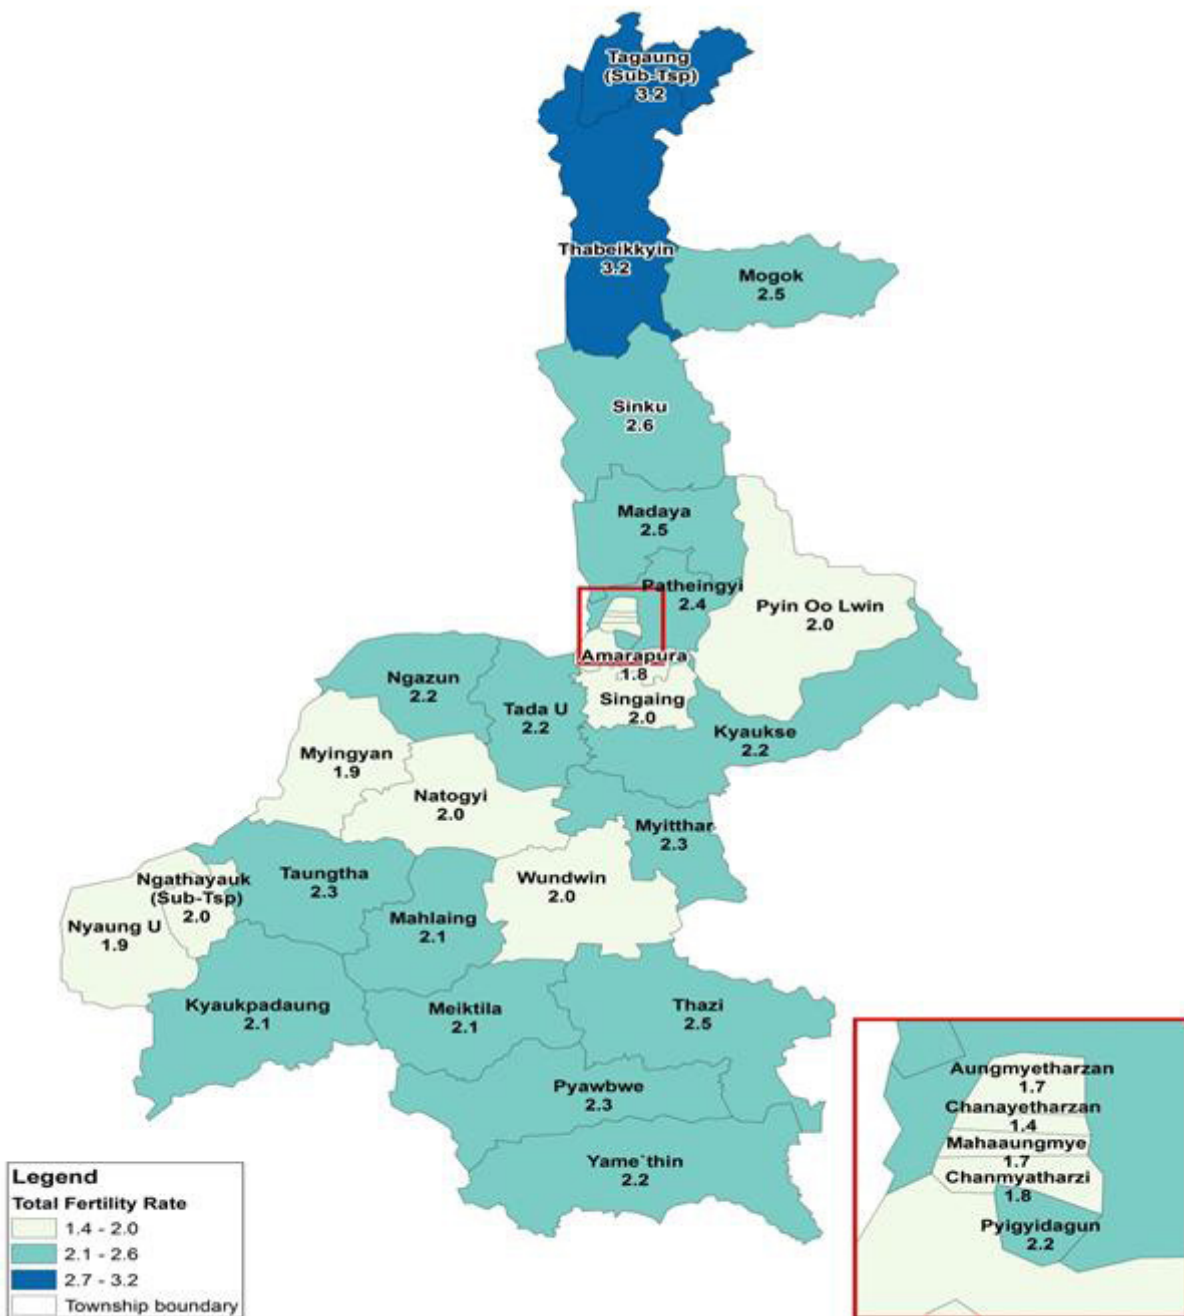 Tagaung
(Sub-Tsp)
3.2
Thabeikkyin
3.2
Mogok
2.5
Sinku
2.6
Madaya
2.5
Patheingyi
2.4
Pyin Oo Lwin
2.0
Amarapura
1.8
Singaing
2.0
Ngazun
2.2
Tada U
2.2
Kyaukse
2.2
Myingyan
1.9
Natogyi
2.0
Myitthar
2.3
Ngathayauk
(Sub-Tsp)
2.0
Taungtha
2.3
Wundwin
2.0
Nyaung U
1.9
Mahlaing
2.1
Kyaukpadaung
2.1
Meiktila
2.1
Thazi
2.5
Pyawbwe
2.3
Yame`thin
2.2
Aungmyetharzan
1.7
Chanayetharzan
1.4
Mahaaungmye
1.7
Chanmyatharzi
1.8
Pyigyidagun
2.2
Legend
Total Fertility Rate
1.4 - 2.0
2.1 - 2.6
2.7 - 3.2
Township boundary